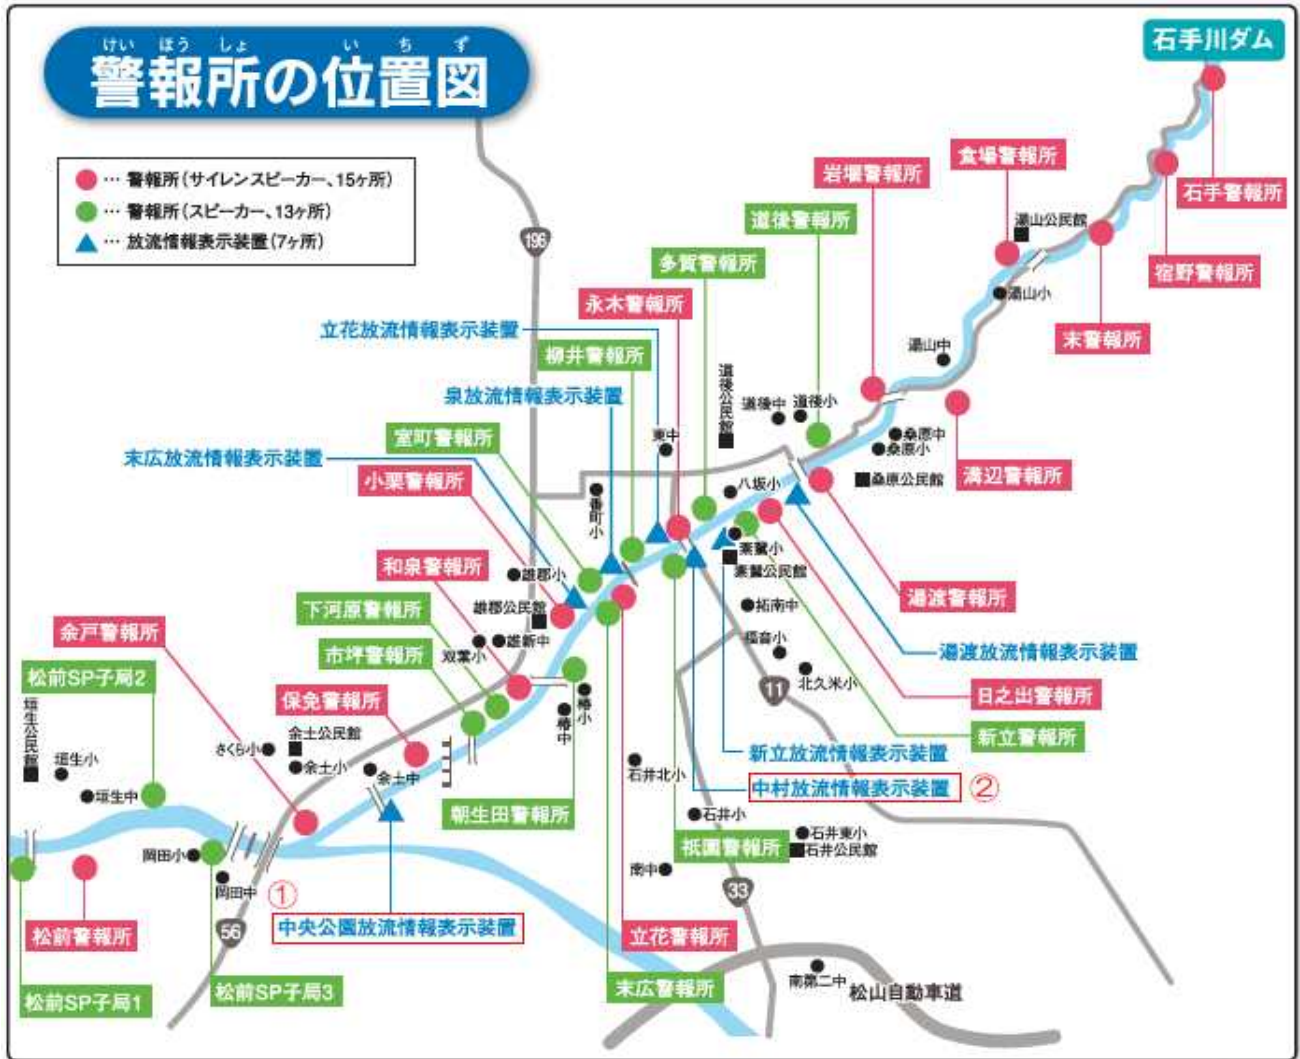 けいほうしょ いちず
警報所の位置図
石手川ダム
●… 警報所(サイレンスピーカー、15ヶ所)
●… 警報所(スピーカー、13ヶ所)
▲… 放流情報表示装置(7ヶ所)
196
岩堰警報所
食場警報所
石手警報所
道後警報所
湯山公民館
多賀警報所
宿野警報所
永木警報所
湯山小
立花放流情報表示装置
末警報所
柳井警報所
湯山中
道後公民館
泉放流情報表示装置
道後中
道後小
室町警報所
東中
桑原中
桑原小
末広放流情報表示装置
小栗警報所
八坂小
桑原公民館
溝辺警報所
番町小
素鵞小
和泉警報所
雄郡小
素鵞公民館
下河原警報所
雄郡公民館
拓南中
湯渡警報所
余戸警報所
双葉小
雄新中
福音小
市坪警報所
湯渡放流情報表示装置
松前SP子局2
北久米小
保免警報所
11
日之出警報所
垣生公民館
椿小
椿中
余土公民館
さくら小
新立警報所
垣生小
余土小
余土中
石井北小
新立放流情報表示装置
垣生中
中村放流情報表示装置 ②
朝生田警報所
石井小
石井東小
岡田小
祇園警報所
石井公民館
南中
岡田中
①
33
中央公園放流情報表示装置
56
松前警報所
立花警報所
松前SP子局1
松前SP子局3
末広警報所
南第二中
松山自動車道